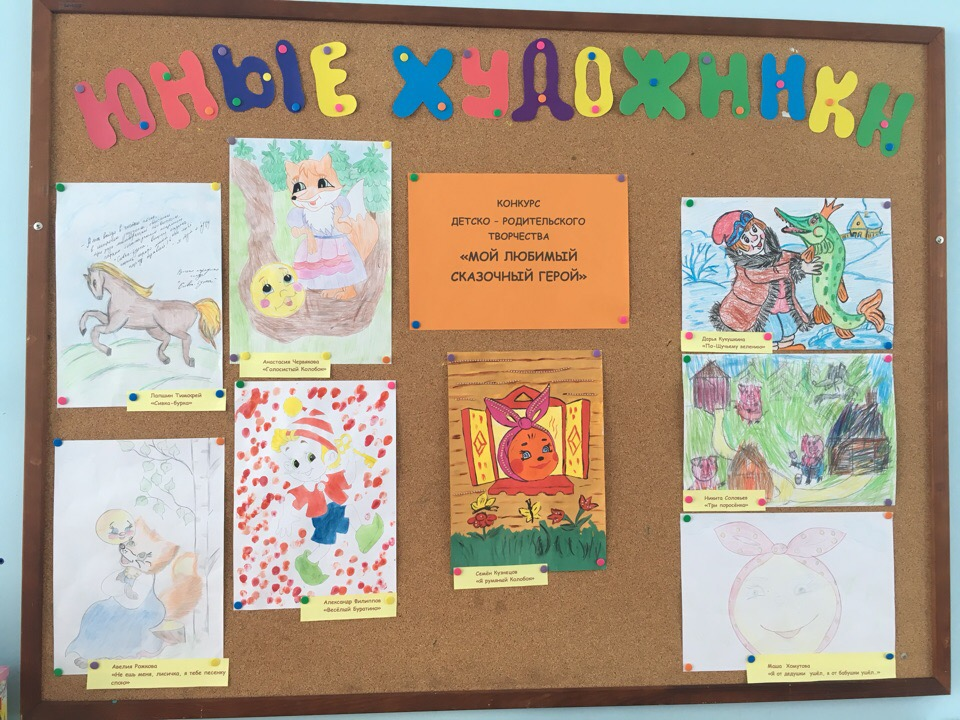 ЮНЫЕ ХУДОЖНИКИ
КОНКУРС
ДЕТСКО - РОДИТЕЛЬСКОГО
ТВОРЧЕСТВА
«МОЙ ЛЮБИМЫЙ
СКАЗОЧНЫЙ ГЕРОЙ»
Лапшин Тимофей
«Сивка-бурка»
Анастасия Червякова
«Голосистый Колобок»
Дарья Кукушкина
«По-Щучьему велению»
Александр Филиппов
«Весёлый Буратино»
Семён Кузнецов
«Я румяный Колобок»
Никита Соловьев
«Три поросёнка»
Авелия Рожкова
«Не ешь меня, лисичка, я тебе песенку
спою»
Маша Хомутова
«Я от дедушки ушёл, я от бабушки ушёл..»